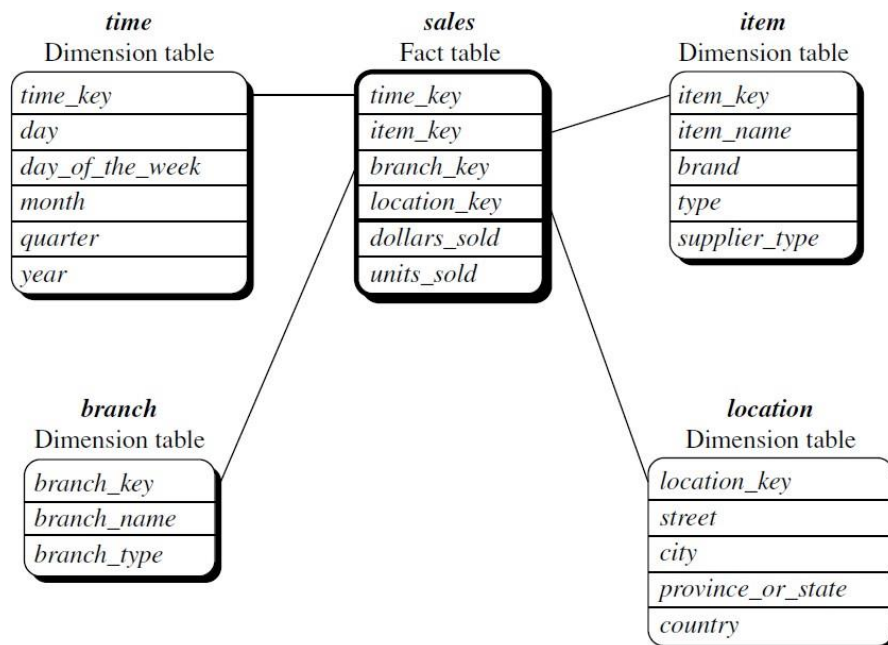 time
Dimension table
time_key
day
day_of_the_week
month
quarter
year
sales
Fact table
time_key
item_key
branch_key
location_key
dollars_sold
units_sold
item
Dimension table
item_key
item_name
brand
type
supplier_type
branch
Dimension table
branch_key
branch_name
branch_type
location
Dimension table
location_key
street
city
province_or_state
country